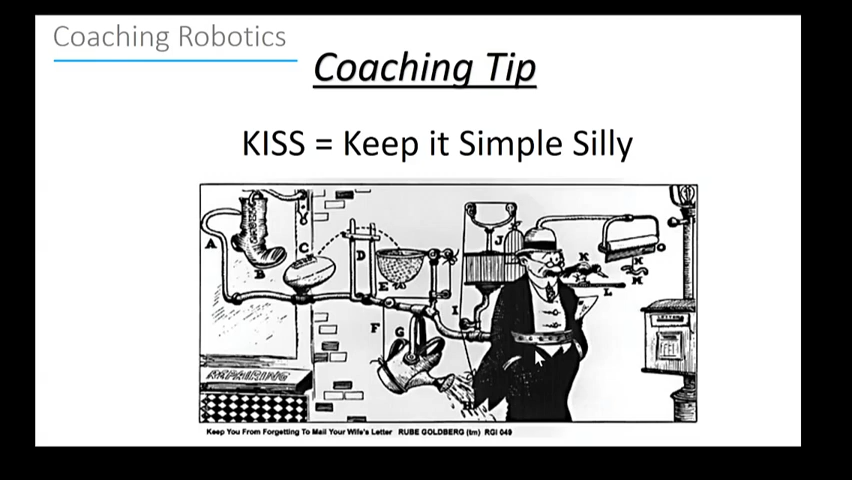 Coaching Robotics
Coaching Tip
KISS = Keep it Simple Silly
A
B
C
D
E
F
G
H
I
J
K
L
M
O
REPAIRING
Keep You From Forgetting To Mail Your Wife's Letter RUBE GOLDBERG (tm) RGI 049